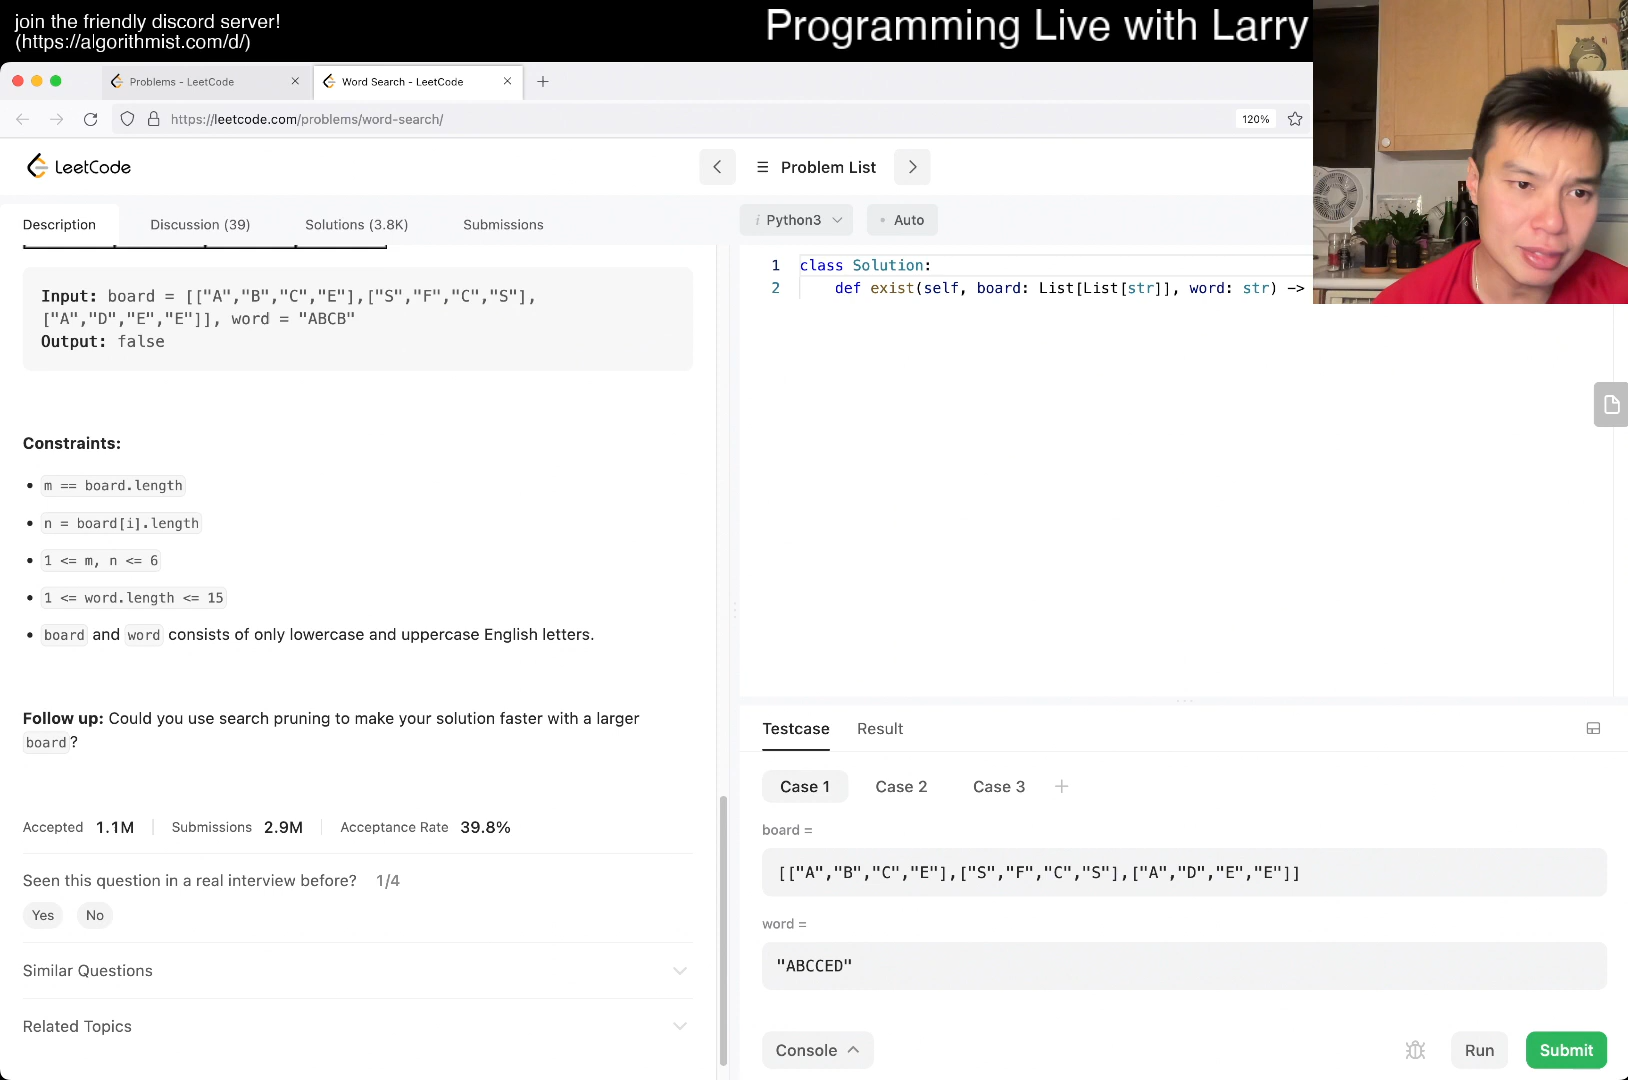 join the friendly discord server!
(https://algorithmist.com/d/)
Programming Live with Larry
Problems - LeetCode
Word Search - LeetCode
https://leetcode.com/problems/word-search/
120%
LeetCode
Problem List
Description
Discussion (39)
Solutions (3.8K)
Submissions
i Python3
Auto
Input: board = [["A","B","C","E"],["S","F","C","S"],
["A","D","E","E"]], word = "ABCB"
Output: false
Constraints:
m == board.length
n = board[i].length
1 <= m, n <= 6
1 <= word.length <= 15
board and word consists of only lowercase and uppercase English letters.
Follow up: Could you use search pruning to make your solution faster with a larger
board?
Accepted 1.1M
Submissions 2.9M
Acceptance Rate 39.8%
Seen this question in a real interview before? 1/4
Yes
No
Similar Questions
Related Topics
1 class Solution:
2 def exist(self, board: List[List[str]], word: str) ->
Testcase
Result
Case 1
Case 2
Case 3
board =
[["A","B","C","E"],["S","F","C","S"],["A","D","E","E"]]
word =
"ABCCED"
Console
Run
Submit